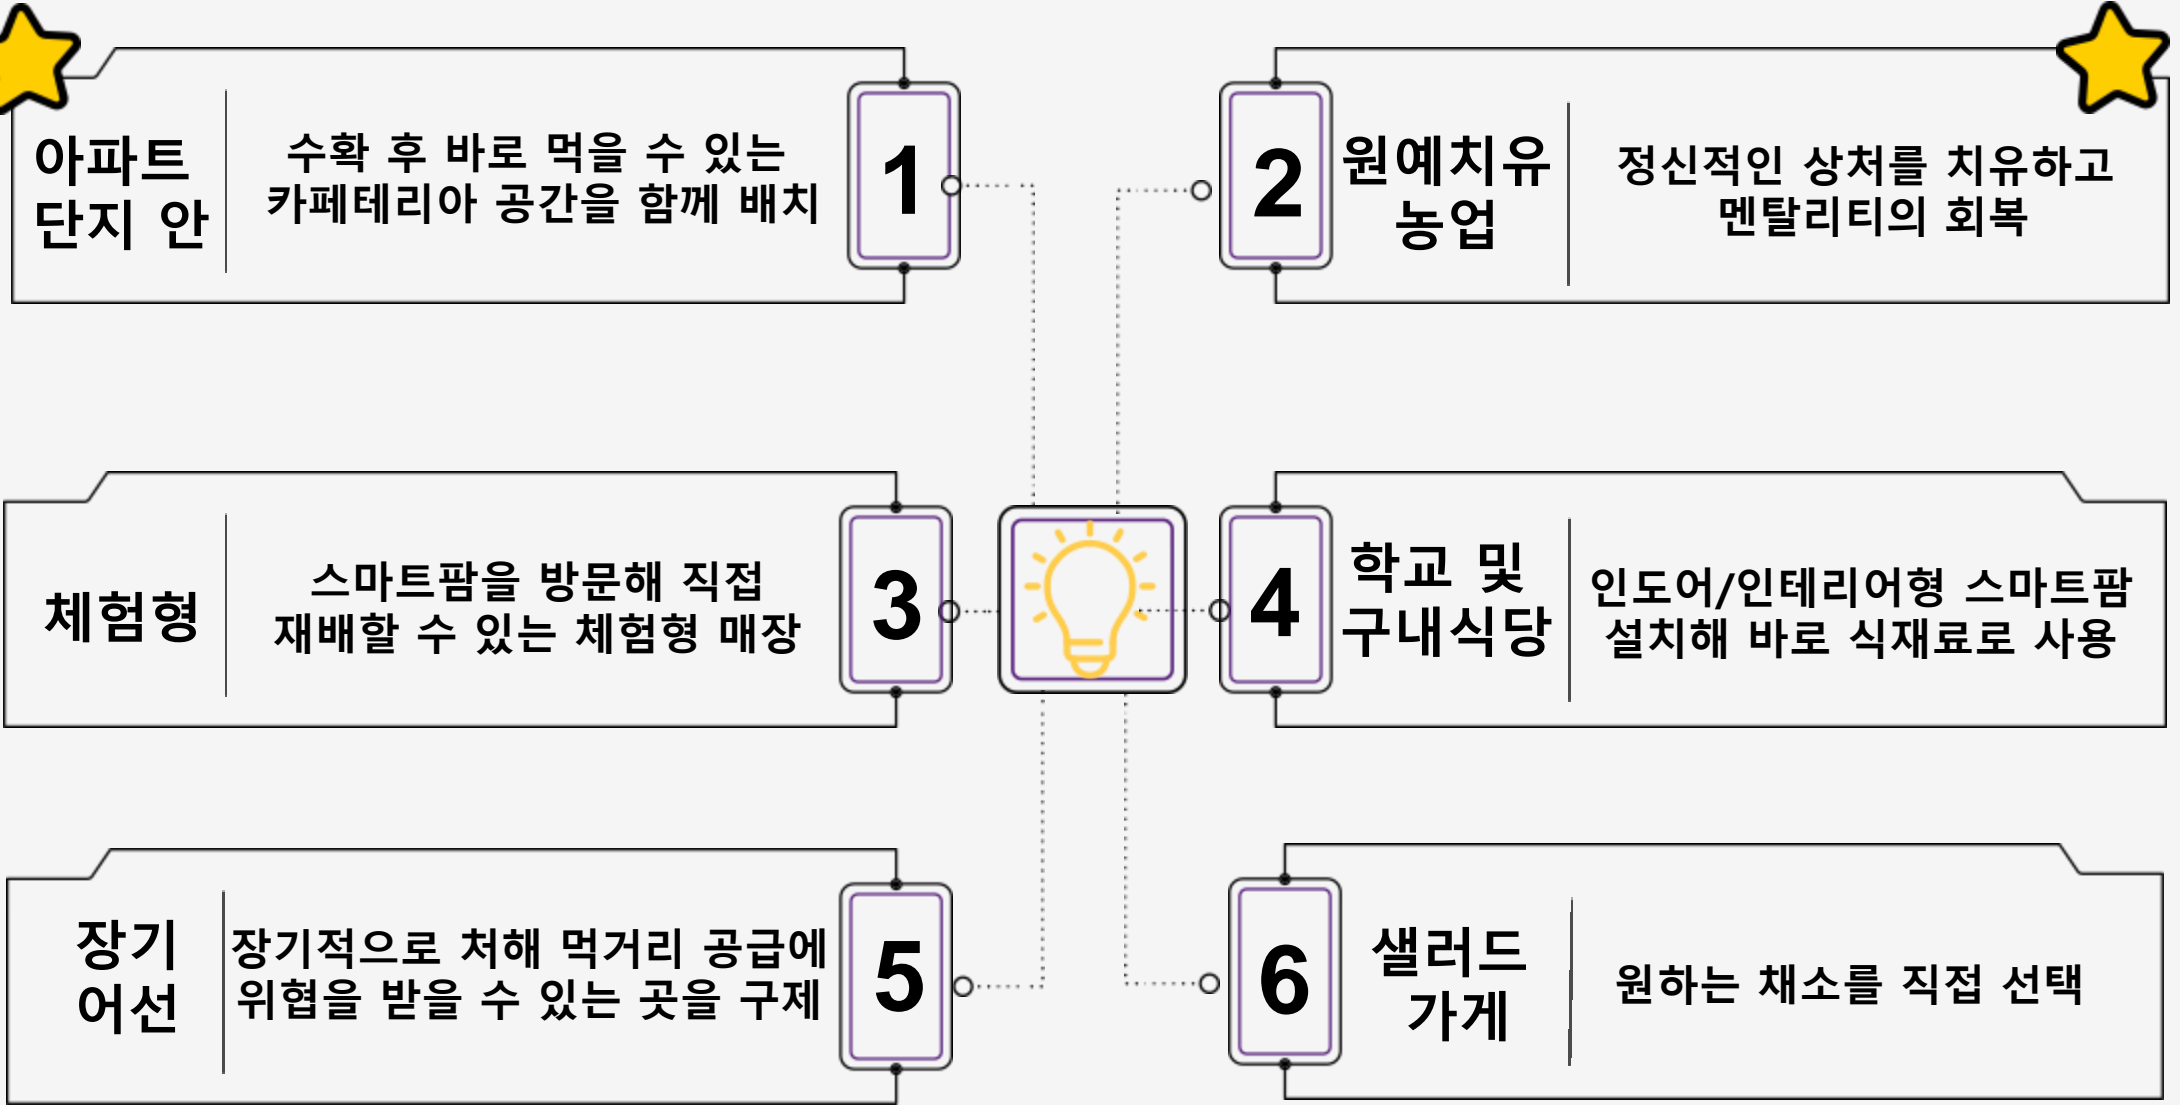 아파트
단지 안
수확 후 바로 먹을 수 있는
카페테리아 공간을 함께 배치
1
2
원예치유
농업
정신적인 상처를 치유하고
멘탈리티의 회복
체험형
스마트팜을 방문해 직접
재배할 수 있는 체험형 매장
3
4
학교 및
구내식당
인도어/인테리어형 스마트팜
설치해 바로 식재료로 사용
장기
어선
장기적으로 처해 먹거리 공급에
위협을 받을 수 있는 곳을 구제
5
6
샐러드
가게
원하는 채소를 직접 선택